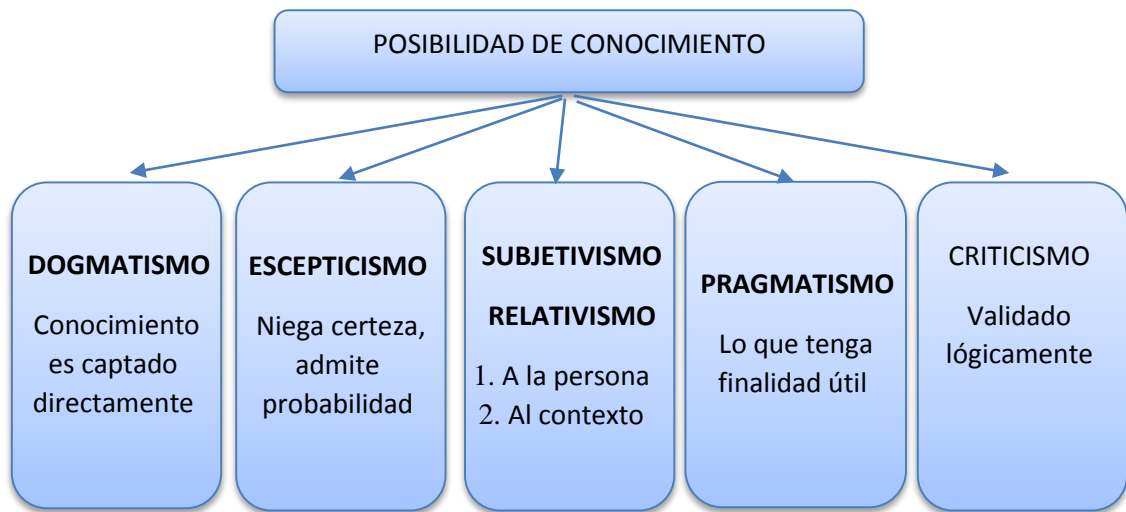 POSIBILIDAD DE CONOCIMIENTO
DOGMATISMO
Conocimiento
es captado
directamente
ESCEPTICISMO
Niega certeza,
admite
probabilidad
SUBJETIVISMO
RELATIVISMO
1. A la persona
2. Al contexto
PRAGMATISMO
Lo que tenga
finalidad útil
CRITICISMO
Validado
lógicamente